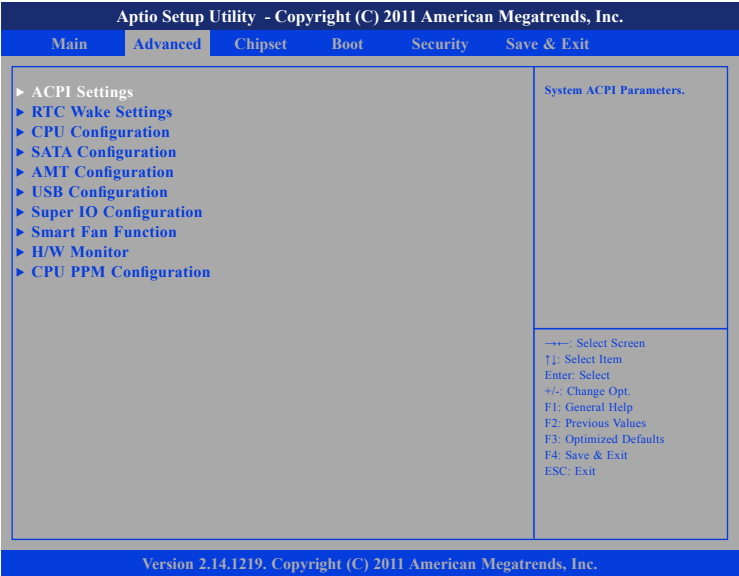 Aptio Setup Utility - Copyright (C) 2011 American Megatrends, Inc.
Main Advanced Chipset Boot Security Save & Exit
► ACPI Settings
► RTC Wake Settings
► CPU Configuration
► SATA Configuration
► AMT Configuration
► USB Configuration
► Super IO Configuration
► Smart Fan Function
► H/W Monitor
► CPU PPM Configuration
System ACPI Parameters.
→←: Select Screen
↑↓: Select Item
Enter: Select
+/-: Change Opt.
F1: General Help
F2: Previous Values
F3: Optimized Defaults
F4: Save & Exit
ESC: Exit
Version 2.14.1219. Copyright (C) 2011 American Megatrends, Inc.